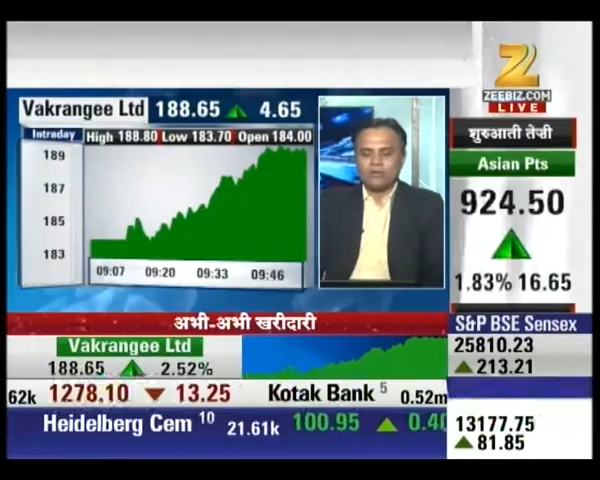 Z
ZEEBIZ.COM
LIVE
Vakrangee Ltd 188.65 4.65
Intraday High 188.80 Low 183.70 Open 184.00
189
187
185
183
09:07 09:20 09:33 09:46
शुरुआती तेजी
Asian Pts
924.50
1.83% 16.65
अभी-अभी खरीदारी
Vakrangee Ltd
188.65 2.52%
S&P BSE Sensex
25810.23
213.21
62k 1278.10 13.25 Kotak Bank 5 0.52m
Heidelberg Cem 10 21.61k 100.95 0.40
13177.75
81.85